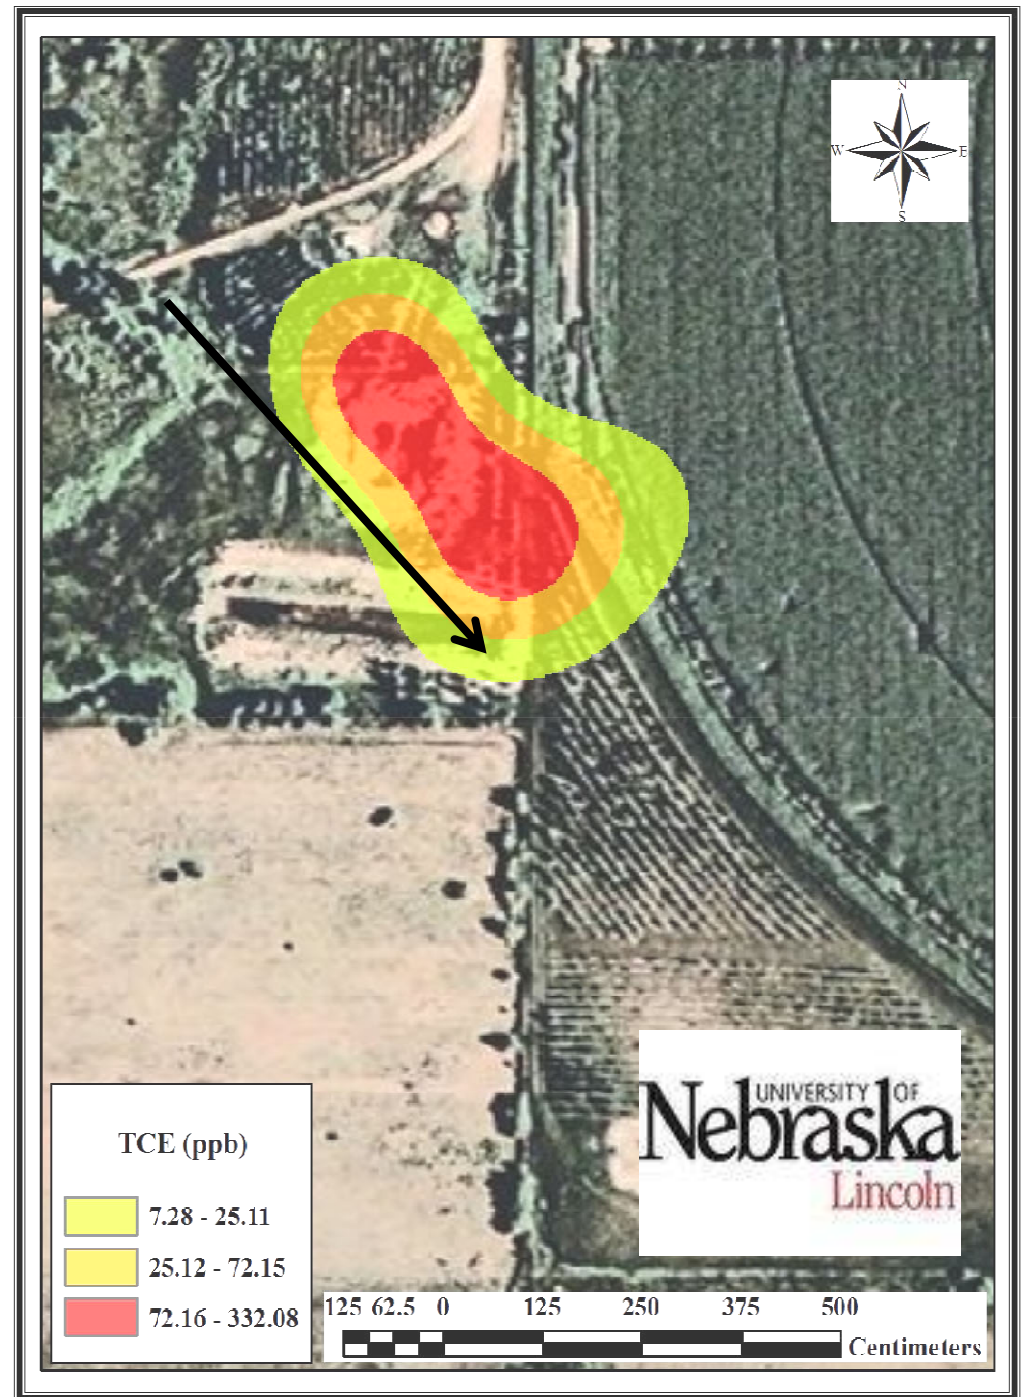 N
W E
S
TCE (ppb)
7.28 - 25.11
25.12 - 72.15
72.16 - 332.08
UNIVERSITY OF
Nebraska
Lincoln
125 62.5 0 125 250 375 500
Centimeters